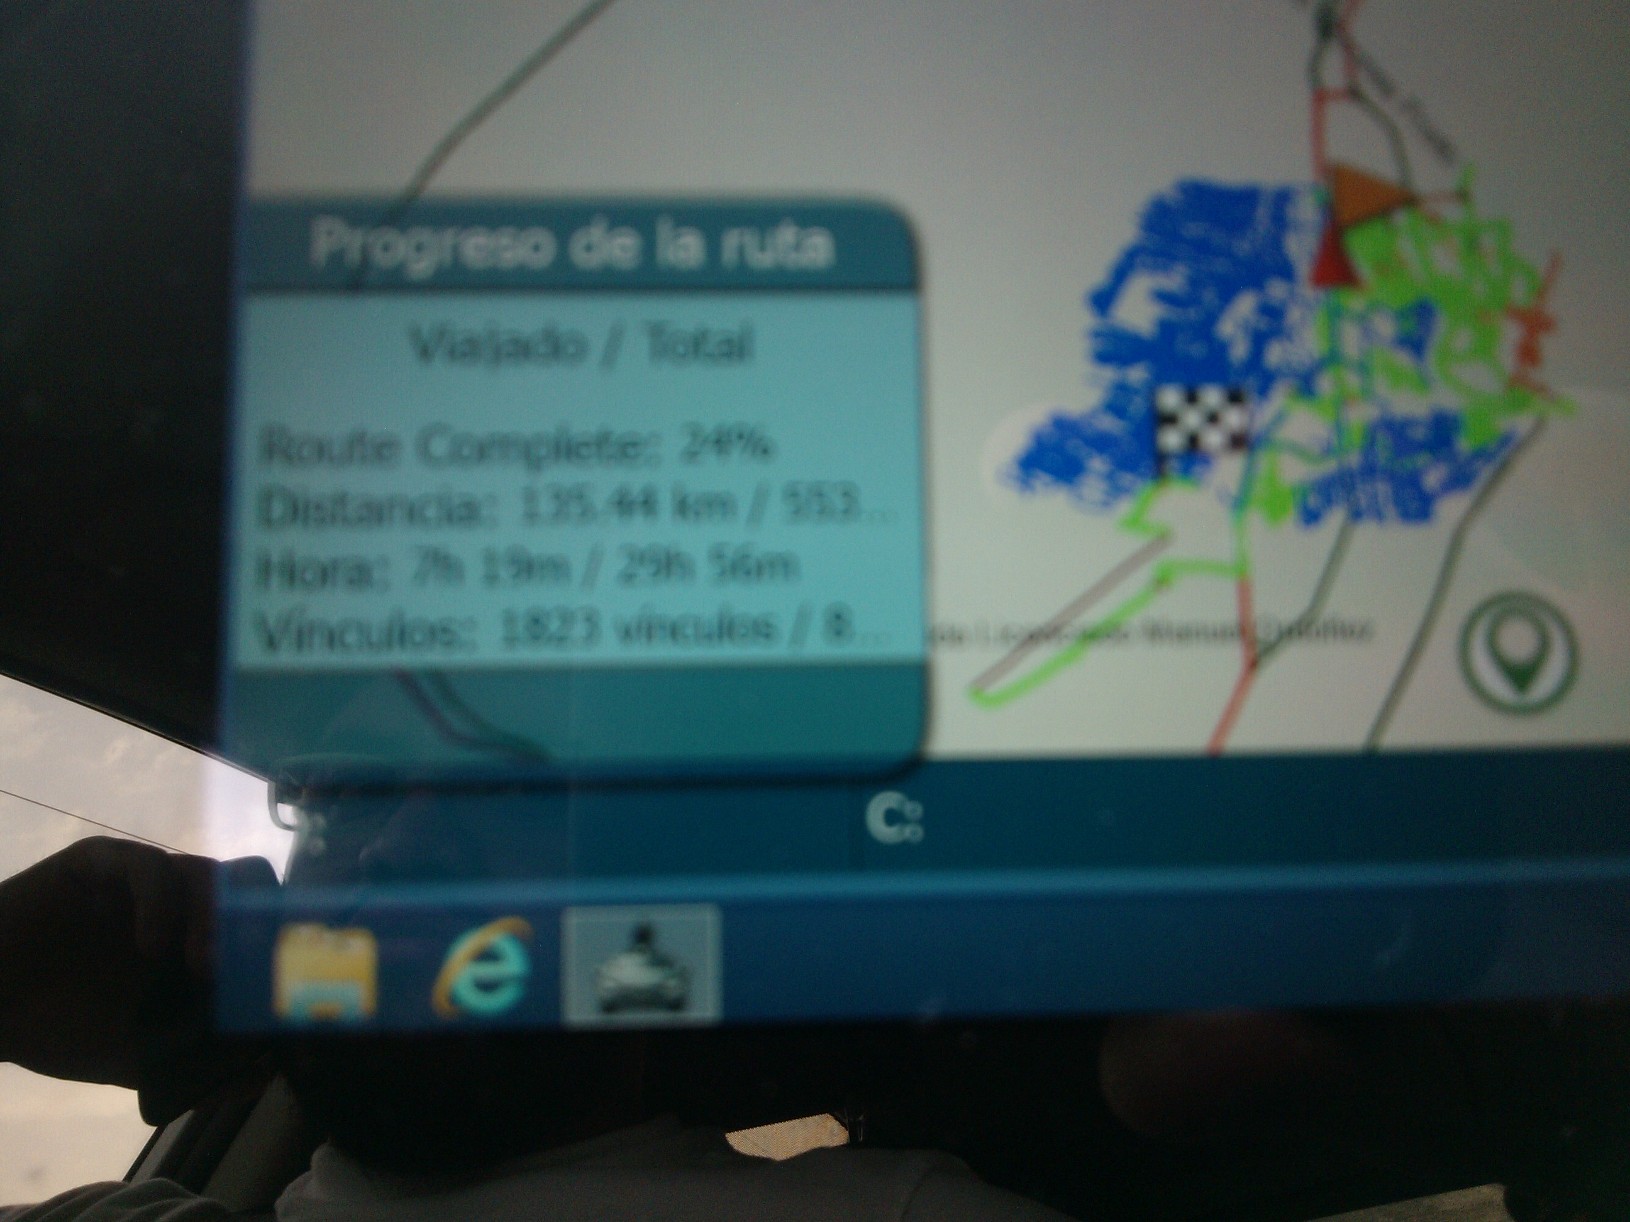 Progreso de la ruta
Viajado / Total
Route Complete: 24%
Distancia: 135.44 km / 553...
Hora: 7h 19m / 29h 56m
Vínculos: 1823 vínculos / 8...